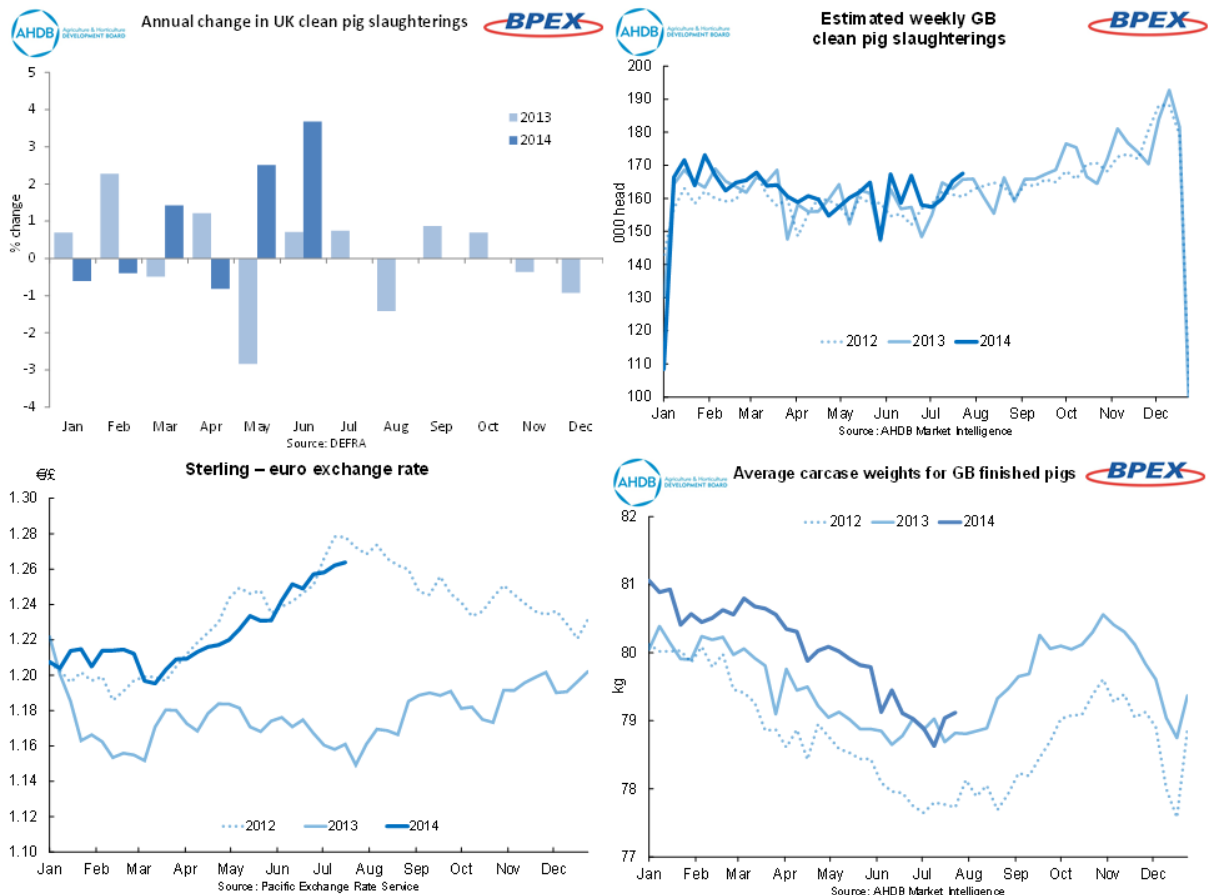 AHDB
Agriculture & Horticulture
DEVELOPMENT BOARD
Annual change in UK clean pig slaughterings
BPEX
% change
5
4
3
2
1
0
-1
-2
-3
-4
2013
2014
Jan Feb Mar Apr May Jun Jul Aug Sep Oct Nov Dec
Source: DEFRA
AHDB
Agriculture & Horticulture
DEVELOPMENT BOARD
Estimated weekly GB
clean pig slaughterings
BPEX
000 head
200
190
180
170
160
150
140
130
120
110
100
2012 2013 2014
Jan Feb Mar Apr May Jun Jul Aug Sep Oct Nov Dec
Source: AHDB Market Intelligence
€/£
Sterling – euro exchange rate
1.30
1.28
1.26
1.24
1.22
1.20
1.18
1.16
1.14
1.12
1.10
2012 2013 2014
Jan Feb Mar Apr May Jun Jul Aug Sep Oct Nov Dec
Source: Pacific Exchange Rate Service
AHDB
Agriculture & Horticulture
DEVELOPMENT BOARD
Average carcase weights for GB finished pigs
BPEX
2012 2013 2014
kg
82
81
80
79
78
77
Jan Feb Mar Apr May Jun Jul Aug Sep Oct Nov Dec
Source: AHDB Market Intelligence